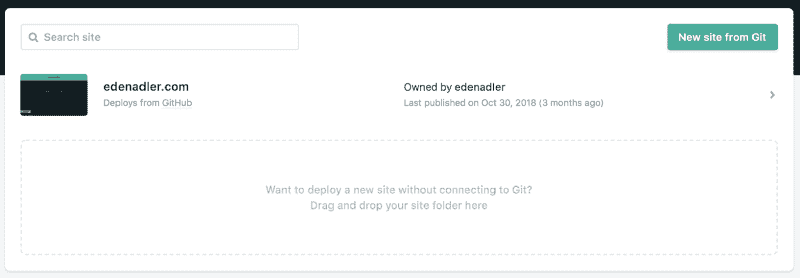 Search site
New site from Git
edenadler.com
Owned by edenadler
Deploys from GitHub
Last published on Oct 30, 2018 (3 months ago)
Want to deploy a new site without connecting to Git?
Drag and drop your site folder here